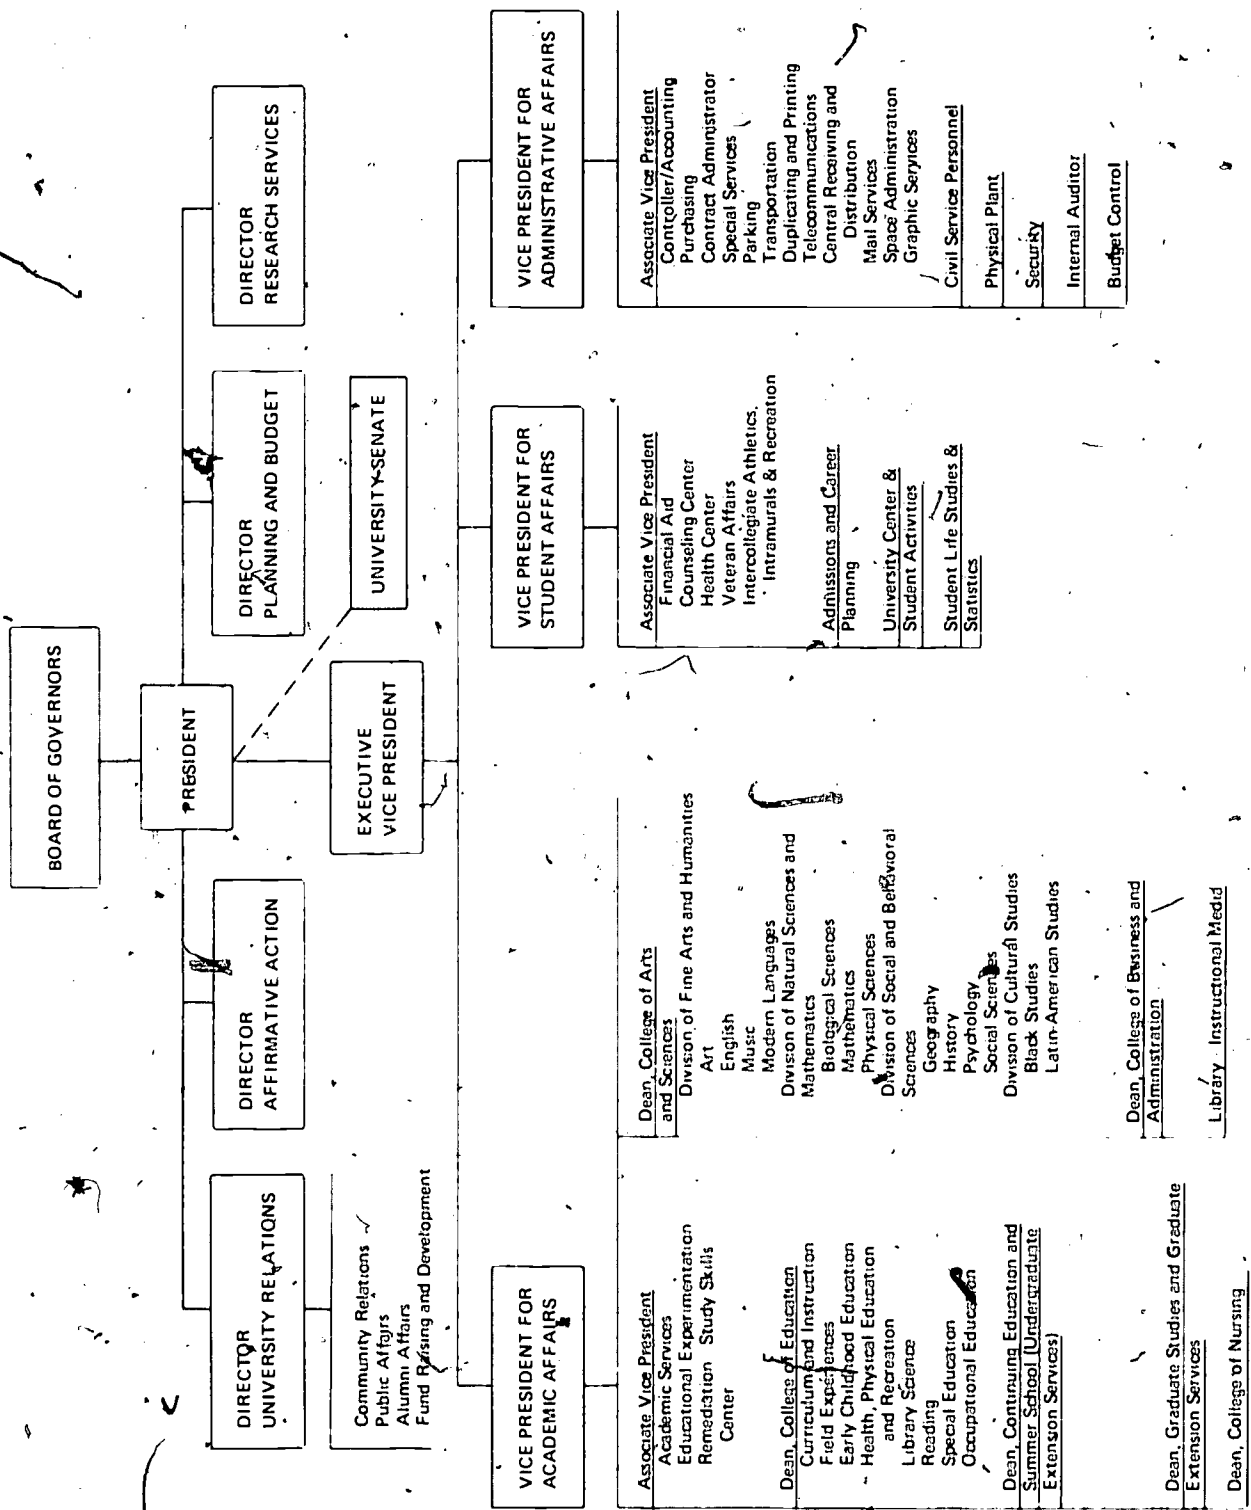 BOARD OF GOVERNORS
PRESIDENT
DIRECTOR
UNIVERSITY RELATIONS
DIRECTOR
AFFIRMATIVE ACTION
DIRECTOR
PLANNING AND BUDGET
DIRECTOR
RESEARCH SERVICES
Community Relations
Public Affairs
Alumni Affairs
Fund Raising and Development
EXECUTIVE
VICE PRESIDENT
UNIVERSITY SENATE
VICE PRESIDENT FOR
ACADEMIC AFFAIRS
VICE PRESIDENT FOR
STUDENT AFFAIRS
VICE PRESIDENT FOR
ADMINISTRATIVE AFFAIRS
Associate Vice President
Academic Services
Educational Experimentation
Remediation Study Skills
Center
Dean, College of Education
Curriculum and Instruction
Field Experiences
Early Childhood Education
Health, Physical Education
and Recreation
Library Science
Reading
Special Education
Occupational Education
Dean, Continuing Education and
Summer School (Undergraduate
Extension Services)
Dean, Graduate Studies and Graduate
Extension Services
Dean, College of Nursing
Dean, College of Arts
and Sciences
Division of Fine Arts and Humanities
Art
English
Music
Modern Languages
Division of Natural Sciences and
Mathematics
Biological Sciences
Mathematics
Physical Sciences
Division of Social and Behavioral
Sciences
Geography
History
Psychology
Social Sciences
Division of Cultural Studies
Black Studies
Latin-American Studies
Dean, College of Business and
Administration
Library Instructional Media
Associate Vice President
Financial Aid
Counseling Center
Health Center
Veteran Affairs
Intercollegiate Athletics,
Intramurals & Recreation
Admissions and Career
Planning
University Center &
Student Activities
Student Life Studies &
Statistics
Associate Vice President
Controller/Accounting
Purchasing
Contract Administrator
Special Services
Parking
Transportation
Duplicating and Printing
Telecommunications
Central Receiving and
Distribution
Mail Services
Space Administration
Graphic Services
Civil Service Personnel
Physical Plant
Security
Internal Auditor
Budget Control